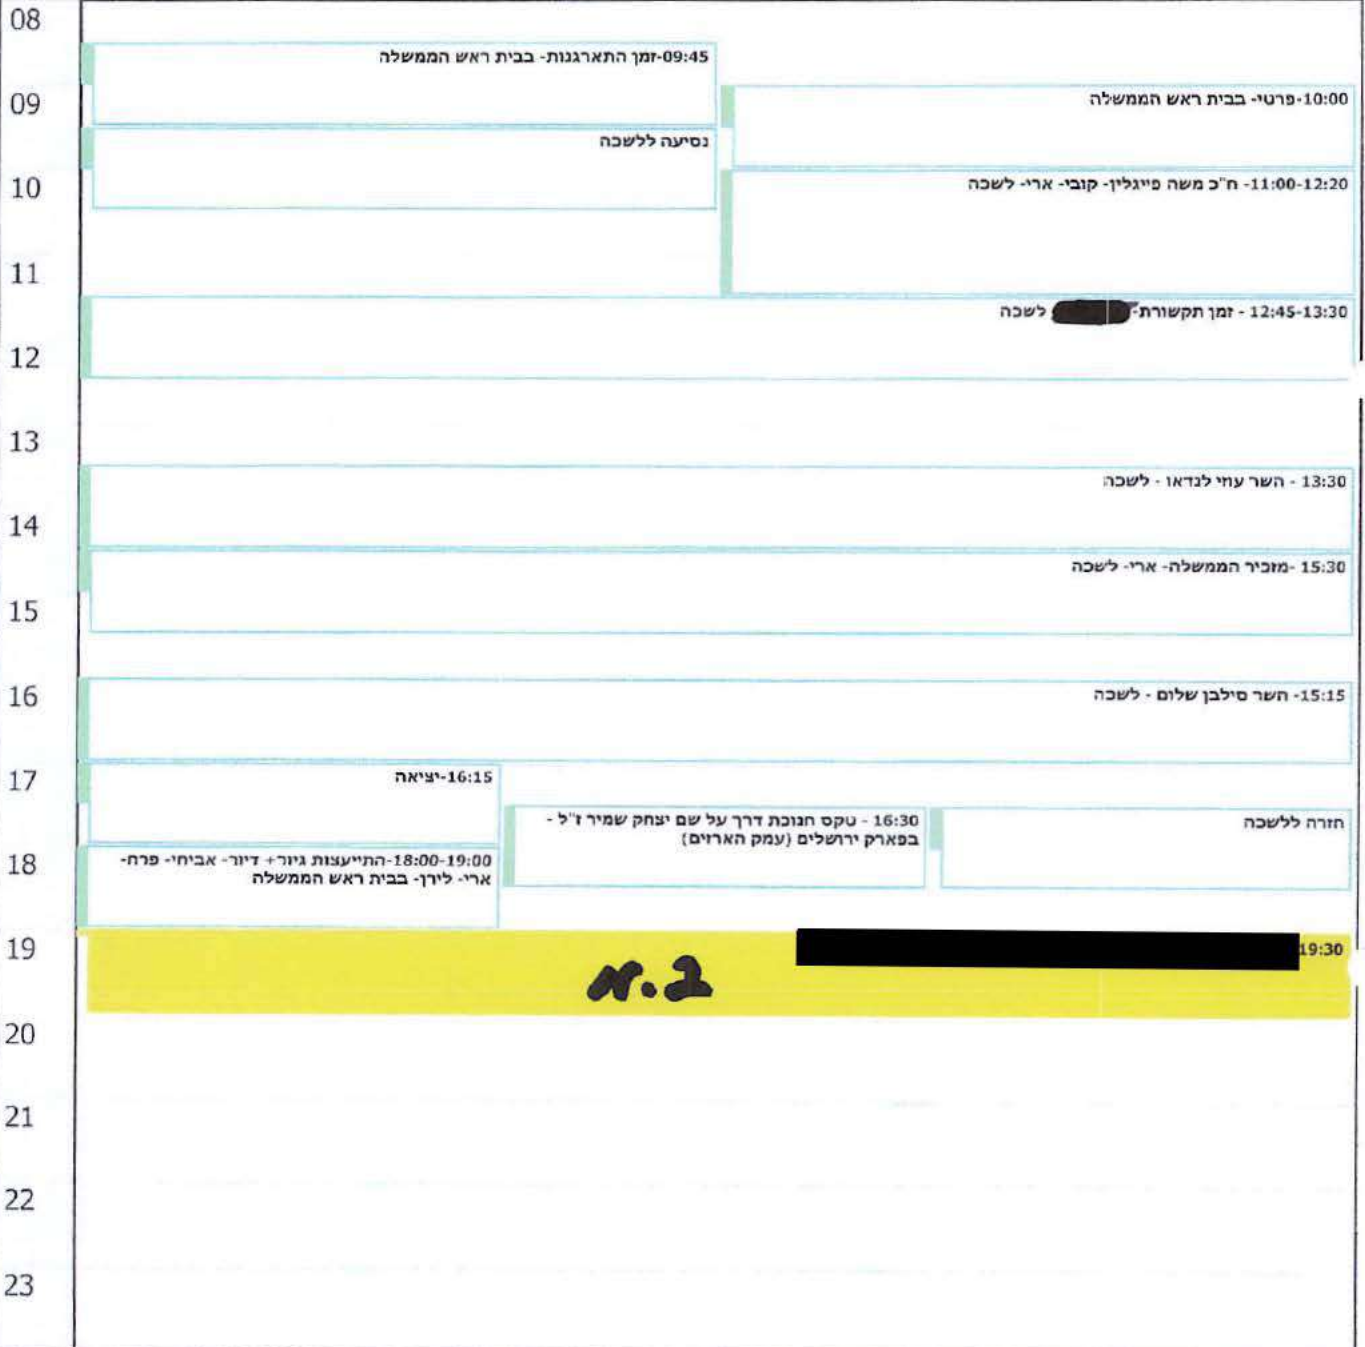 08
09:45-זמן התארגנות- בבית ראש הממשלה
09
10:00-פרטי- בבית ראש הממשלה
נסיעה ללשכה
10
11:00-12:20- ח"כ משה פייגלין- קובי- ארי- לשכה
11
12:45-13:30 - זמן תקשורת- לשכה
12
13
13:30 - השר עוזי לנדאו - לשכה
14
15:30 -מזכיר הממשלה- ארי- לשכה
15
16
15:15- השר סילבן שלום - לשכה
17
16:15-יציאה
חזרה ללשכה
16:30 - טקס חנוכת דרך על שם יצחק שמיר ז"ל -
בפארק ירושלים (עמק הארזים)
18
18:00-19:00-התייעצות גיור+ דיור- אביחי- פרח-
ארי- לירן- בבית ראש הממשלה
19
19:30
20
21
22
23